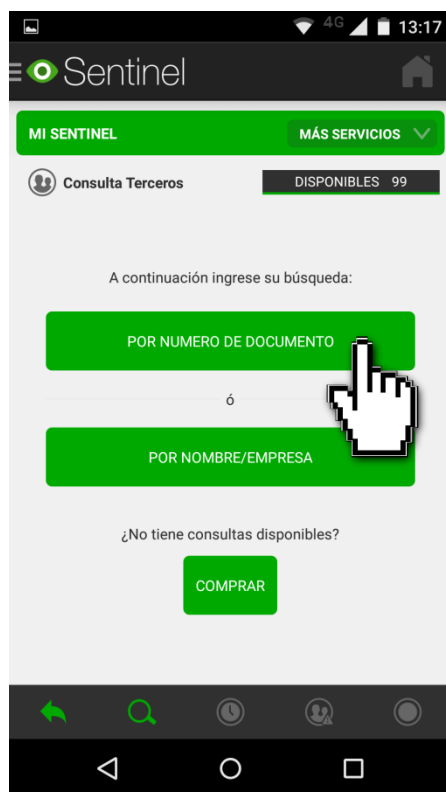 4G 13:17
Sentinel
MI SENTINEL MÁS SERVICIOS
Consulta Terceros DISPONIBLES 99
A continuación ingrese su búsqueda:
POR NUMERO DE DOCUMENTO
ó
POR NOMBRE/EMPRESA
¿No tiene consultas disponibles?
COMPRAR